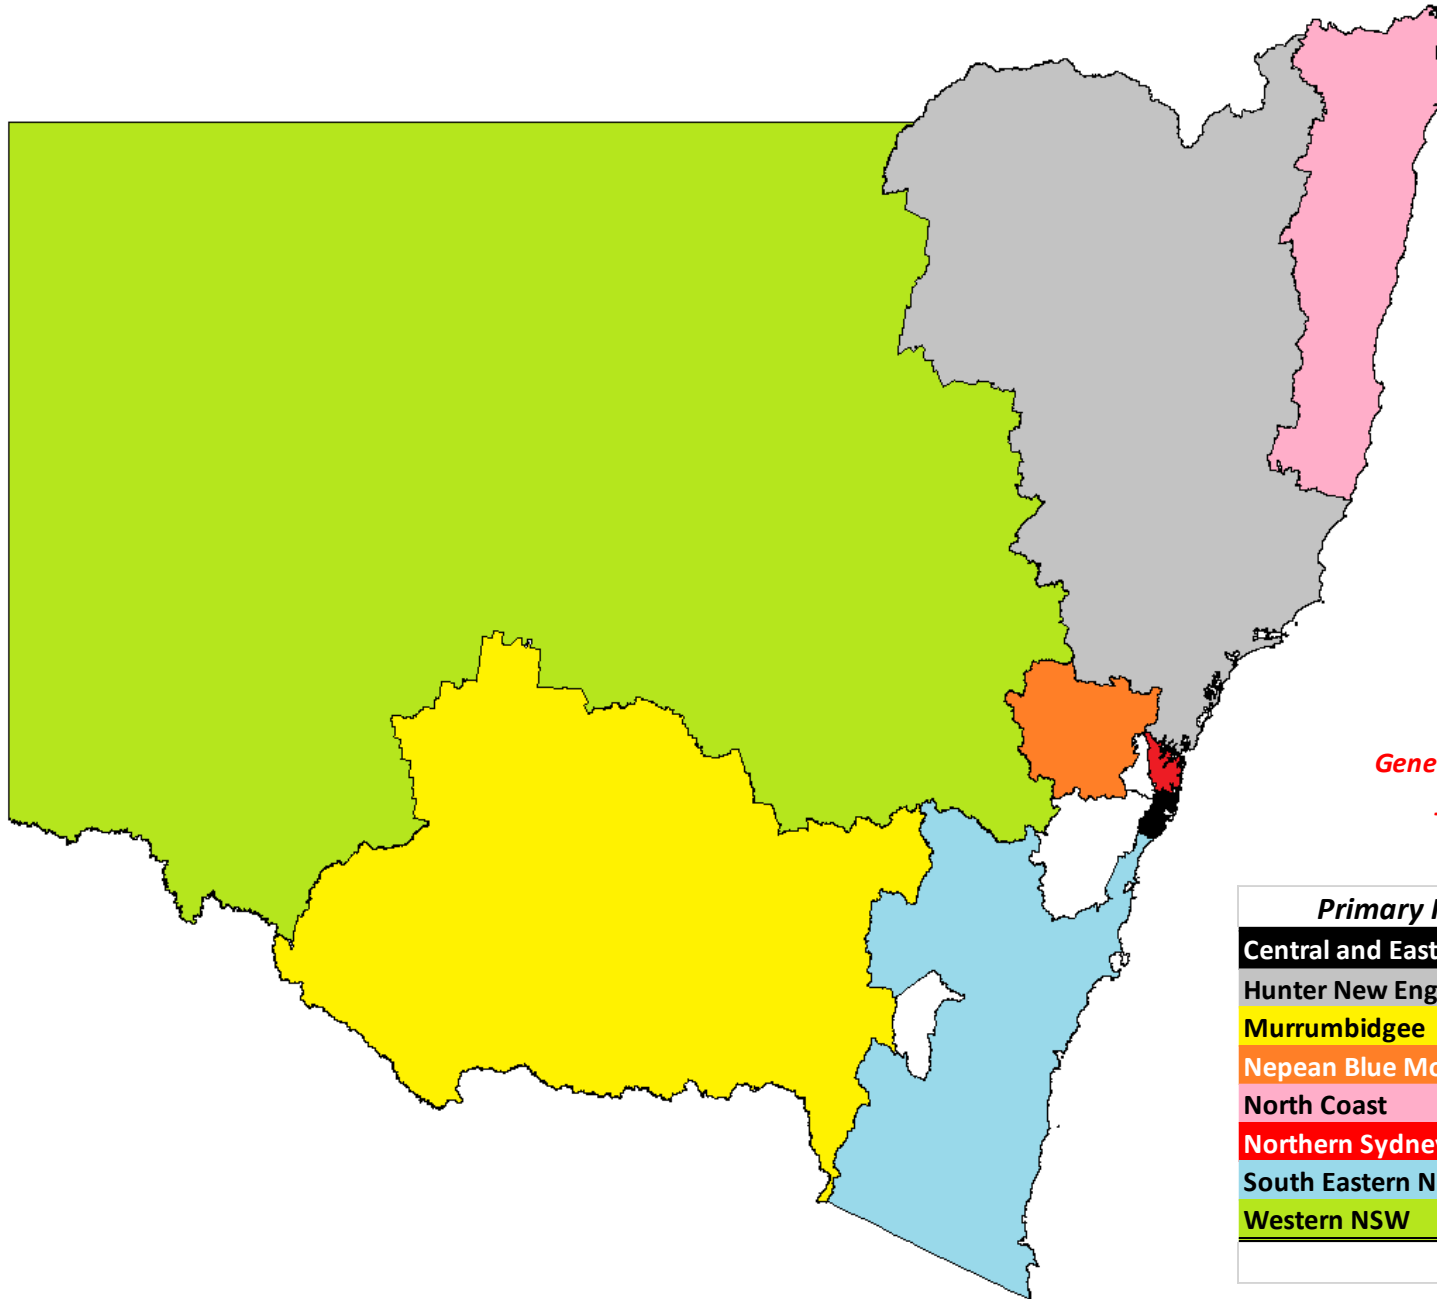 Gene
Primary
Central and East
Hunter New Eng
Murrumbidgee
Nepean Blue Mo
North Coast
Northern Sydney
South Eastern N
Western NSW